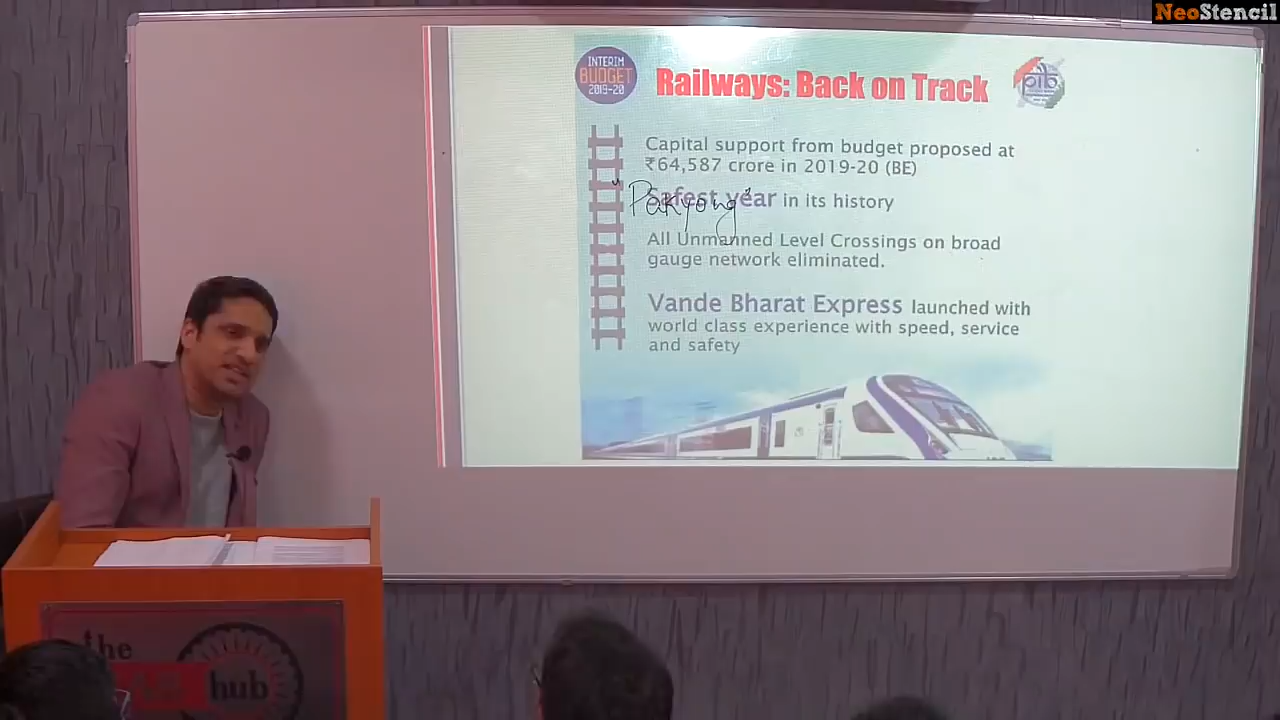 NeoStencil
INTERIM
BUDGET
2019-20
Railways: Back on Track
pib
Capital support from budget proposed at
₹64,587 crore in 2019-20 (BE)
Safest year in its history
"Pakyong"
All Unmanned Level Crossings on broad
gauge network eliminated.
Vande Bharat Express launched with
world class experience with speed, service
and safety
the
hub